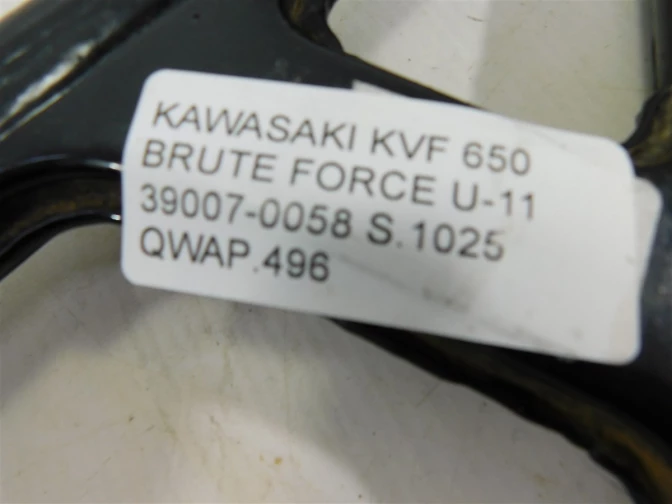 KAWASAKI KVF 650
BRUTE FORCE U-11
39007-0058 S.1025
QWAP.496